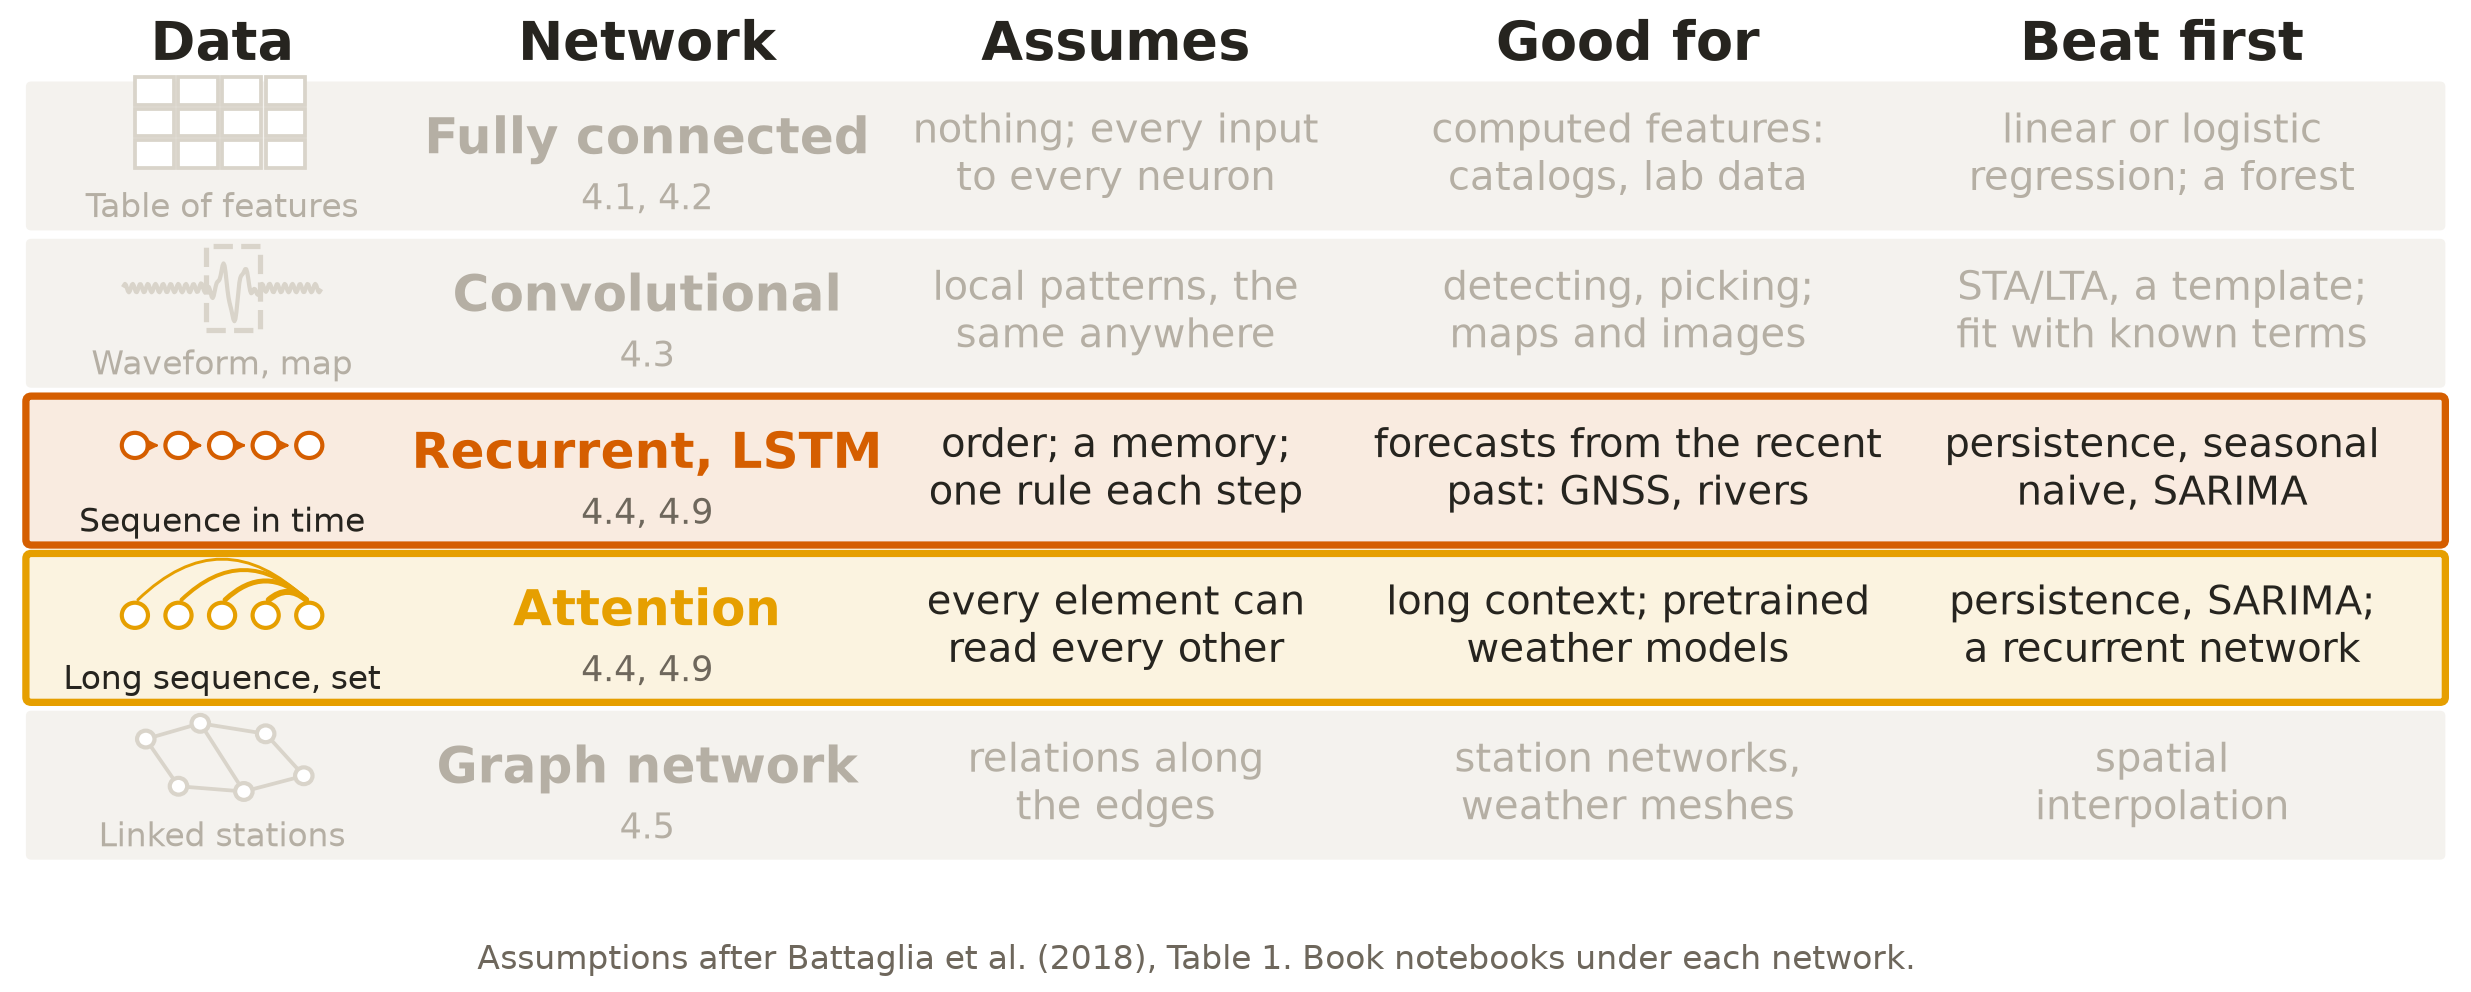 Data Network Assumes Good for Beat first
Table of features
Fully connected
4.1, 4.2
nothing; every input
to every neuron
computed features:
catalogs, lab data
linear or logistic
regression; a forest
Waveform, map
Convolutional
4.3
local patterns, the
same anywhere
detecting, picking;
maps and images
STA/LTA, a template;
fit with known terms
Sequence in time
Recurrent, LSTM
4.4, 4.9
order; a memory;
one rule each step
forecasts from the recent
past: GNSS, rivers
persistence, seasonal
naive, SARIMA
Long sequence, set
Attention
4.4, 4.9
every element can
read every other
long context; pretrained
weather models
persistence, SARIMA;
a recurrent network
Linked stations
Graph network
4.5
relations along
the edges
station networks,
weather meshes
spatial
interpolation
Assumptions after Battaglia et al. (2018), Table 1. Book notebooks under each network.